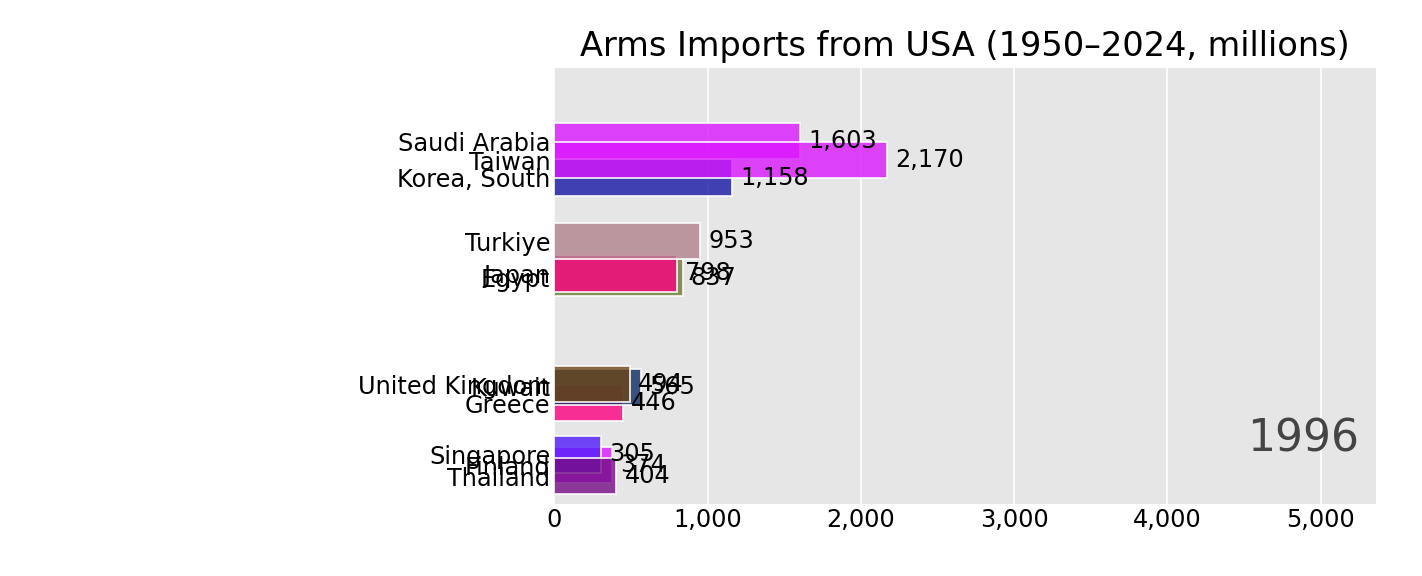 Arms Imports from USA (1950–2024, millions)
Saudi Arabia 1,603
Taiwan 2,170
Korea, South 1,158
Turkiye 953
Japan 798
Egypt 837
United Kingdom 494
Kuwait 565
Greece 446
Singapore 305
Finland 374
Thailand 404
1996
0 1,000 2,000 3,000 4,000 5,000